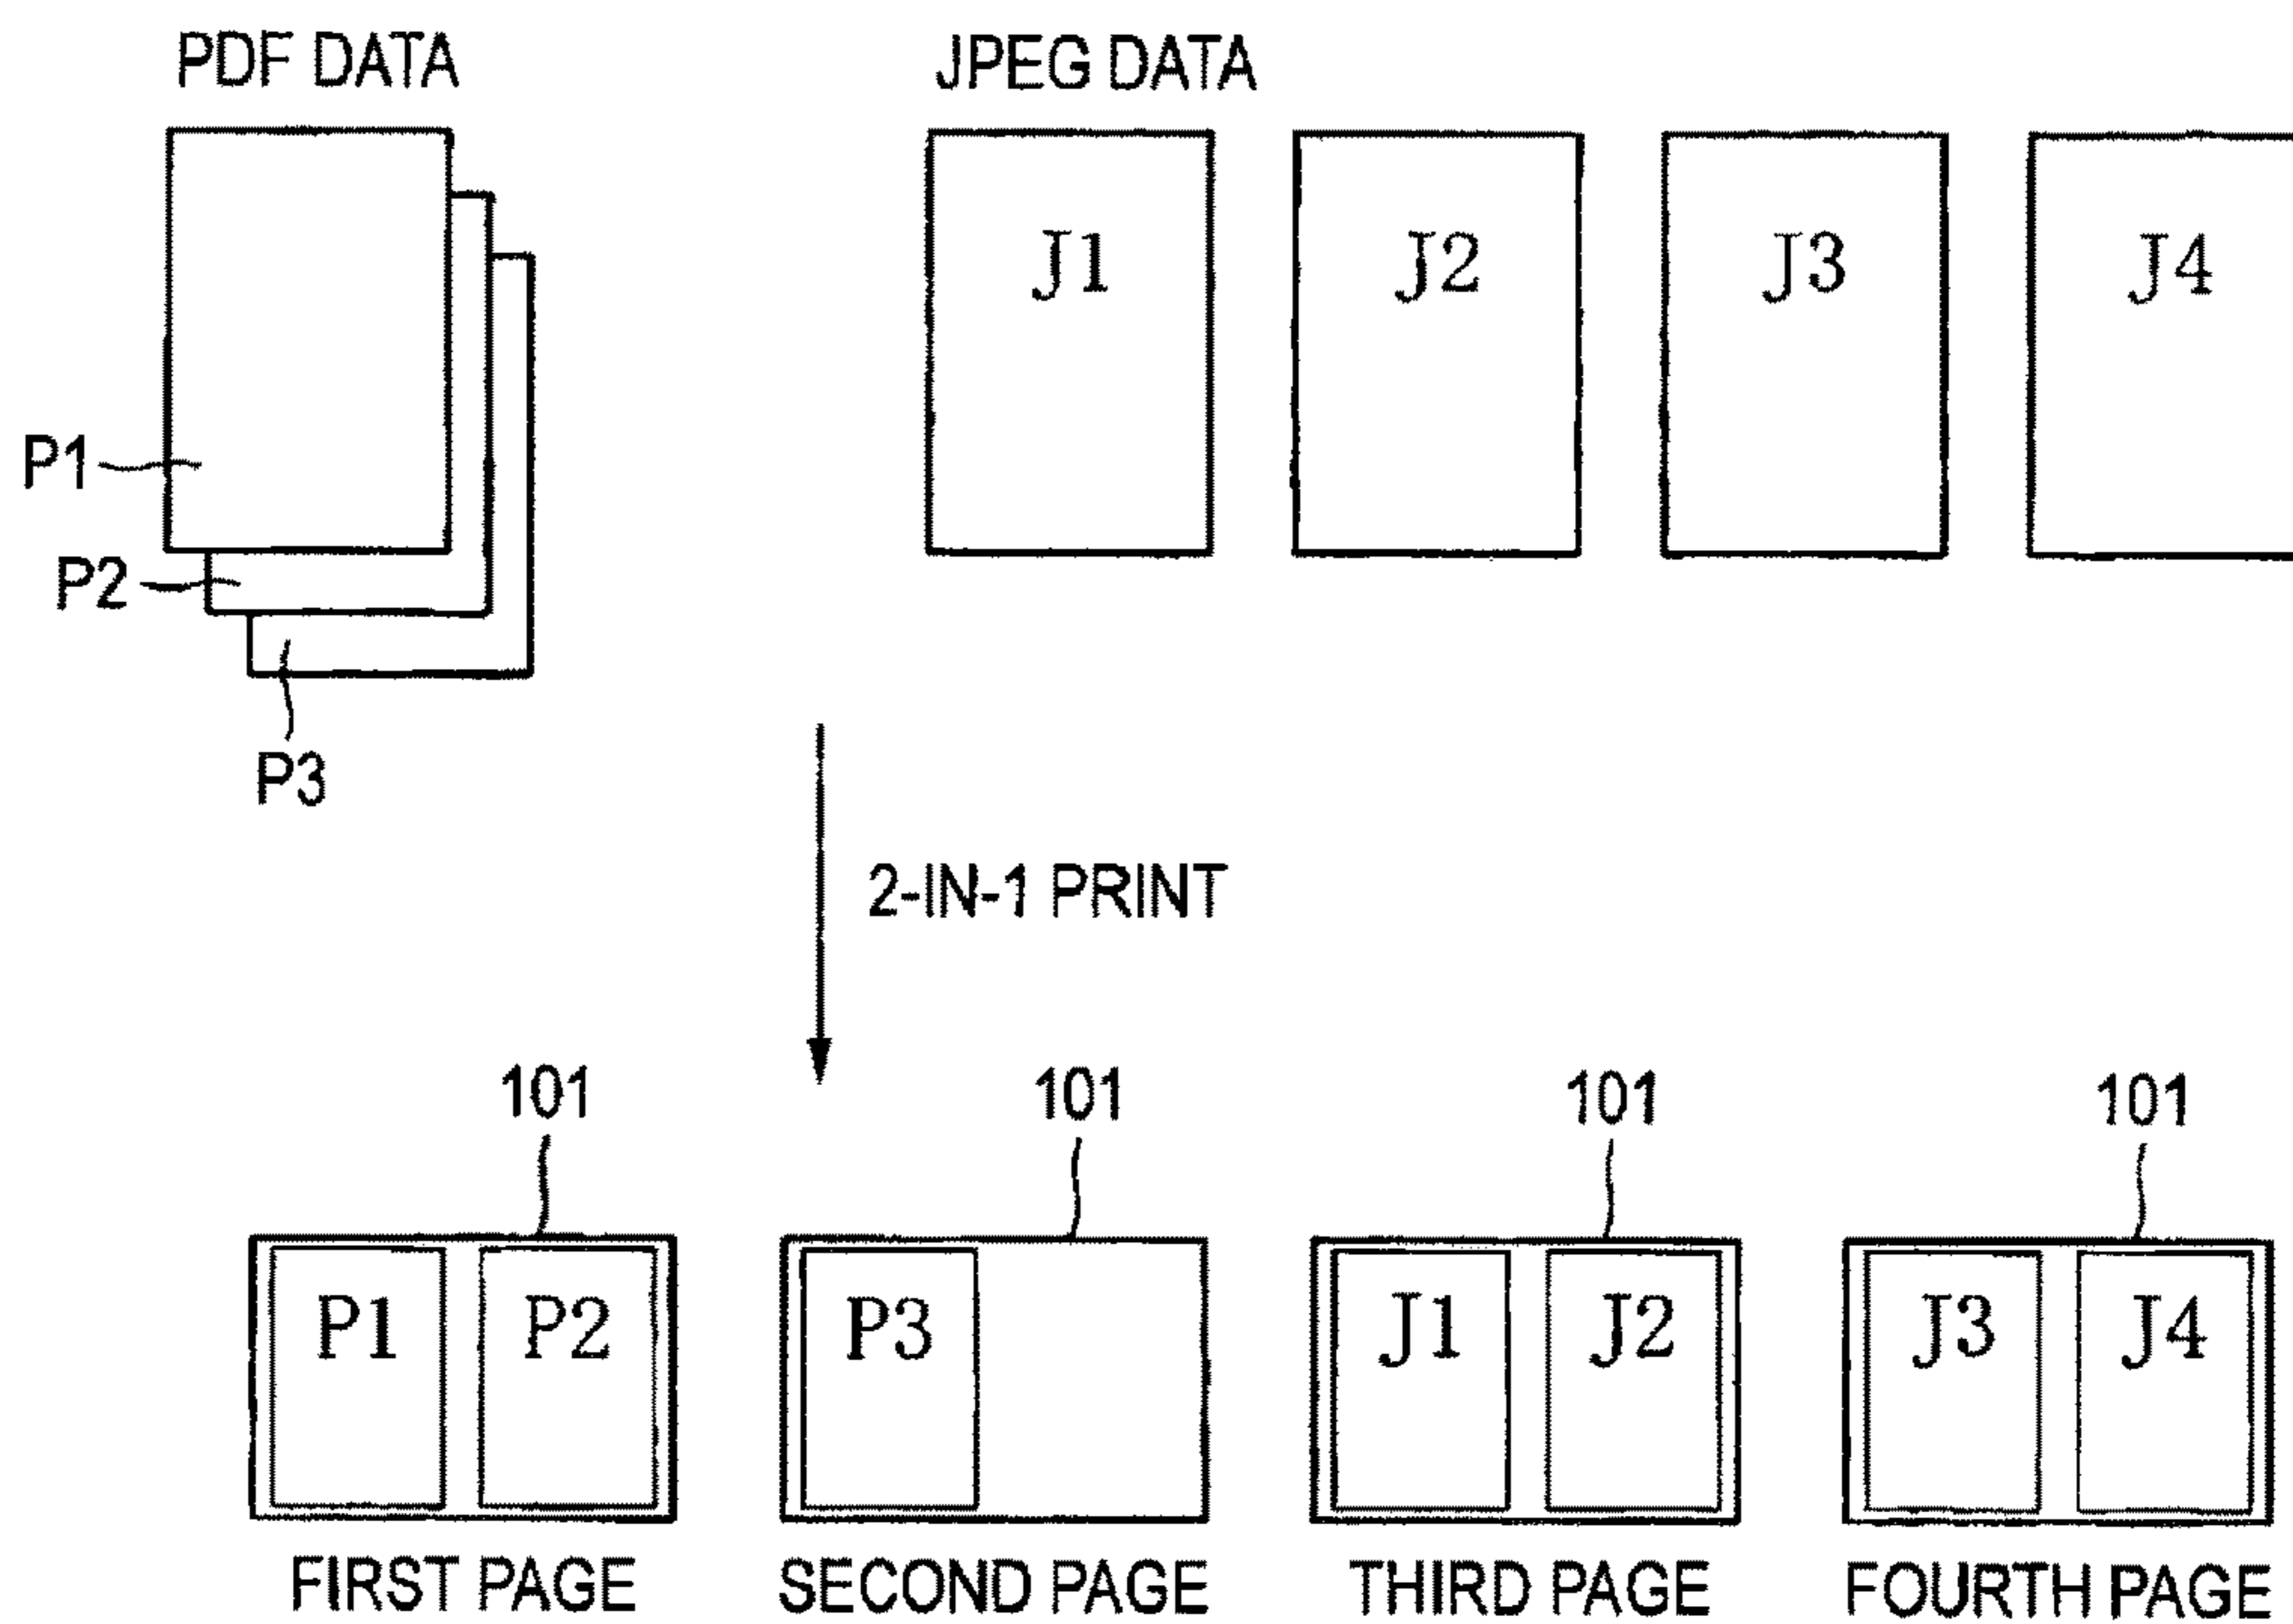 PDF DATA
JPEG DATA
J1 J2 J3 J4
P1
P2
P3
2-IN-1 PRINT
101 101 101 101
P1 P2 P3 J1 J2 J3 J4
FIRST PAGE SECOND PAGE THIRD PAGE FOURTH PAGE